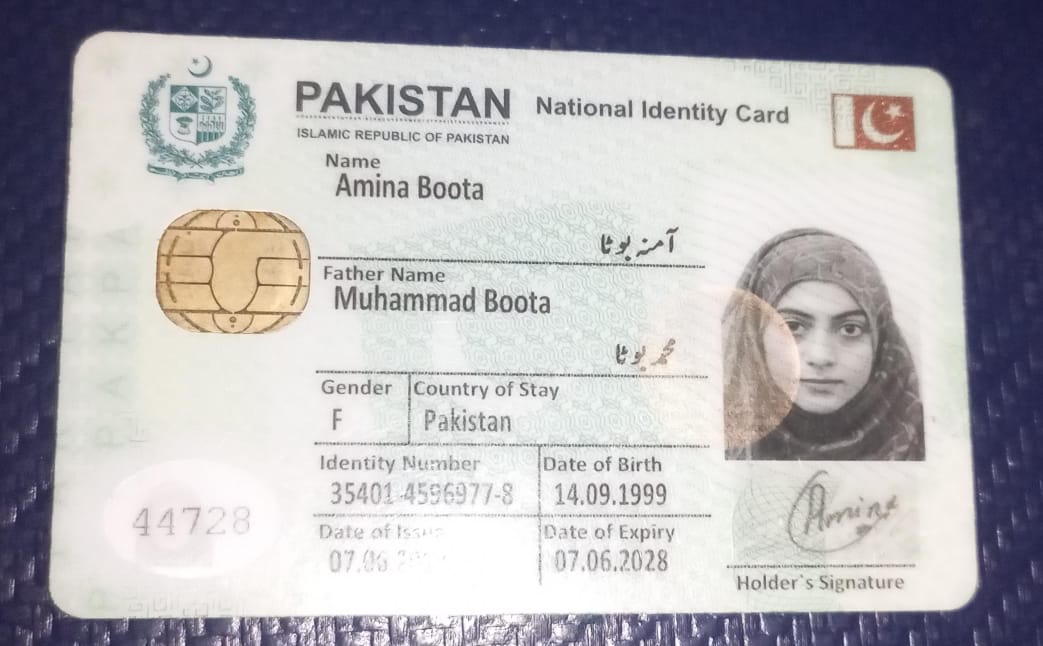 PAKISTAN National Identity Card
ISLAMIC REPUBLIC OF PAKISTAN
Name
Amina Boota
آمنہ بوٹا
Father Name
Muhammad Boota
محمد بوٹا
Gender Country of Stay
F Pakistan
Identity Number Date of Birth
35401-4596977-8 14.09.1999
Date of Issue Date of Expiry
07.06. 07.06.2028
44728
Amina
Holder`s Signature